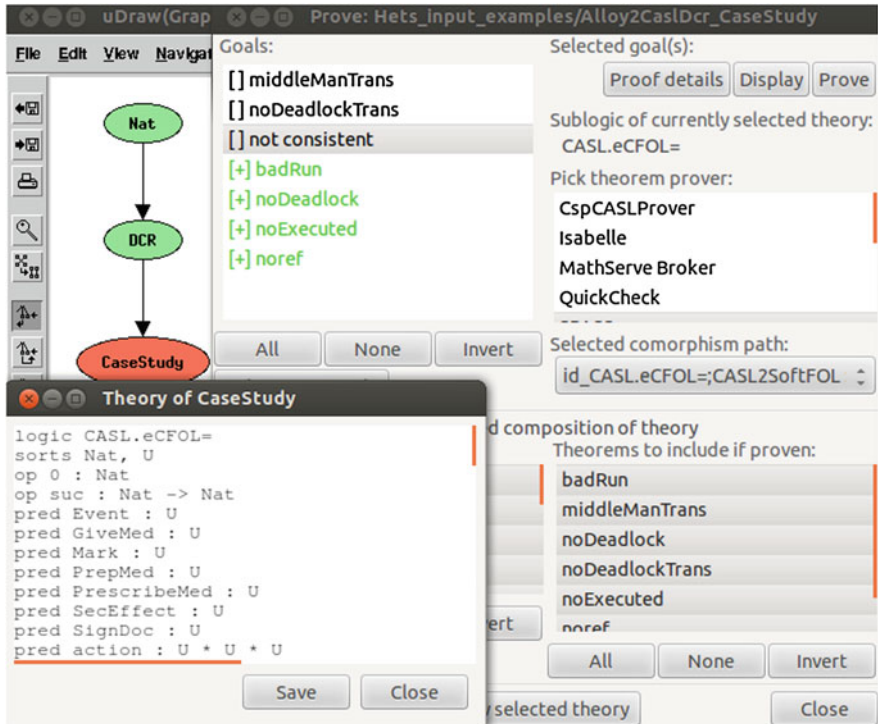 uDraw(Grap
Prove: Hets_input_examples/Alloy2CaslDcr_CaseStudy
File Edit View Navigat
Nat
DCR
CaseStudy
Goals:
[ ] middleManTrans
[ ] noDeadlockTrans
[ ] not consistent
[+] badRun
[+] noDeadlock
[+] noExecuted
[+] noref
All None Invert
Selected goal(s):
Proof details Display Prove
Sublogic of currently selected theory:
CASL.eCFOL=
Pick theorem prover:
CspCASLProver
Isabelle
MathServe Broker
QuickCheck
Selected comorphism path:
id_CASL.eCFOL=;CASL2SoftFOL
d composition of theory
Theorems to include if proven:
badRun
middleManTrans
noDeadlock
noDeadlockTrans
noExecuted
noref
ert
All None Invert
selected theory
Close
Theory of CaseStudy
logic CASL.eCFOL=
sorts Nat, U
op 0 : Nat
op suc : Nat -> Nat
pred Event : U
pred GiveMed : U
pred Mark : U
pred PrepMed : U
pred PrescribeMed : U
pred SecEffect : U
pred SignDoc : U
pred action : U * U * U
Save Close